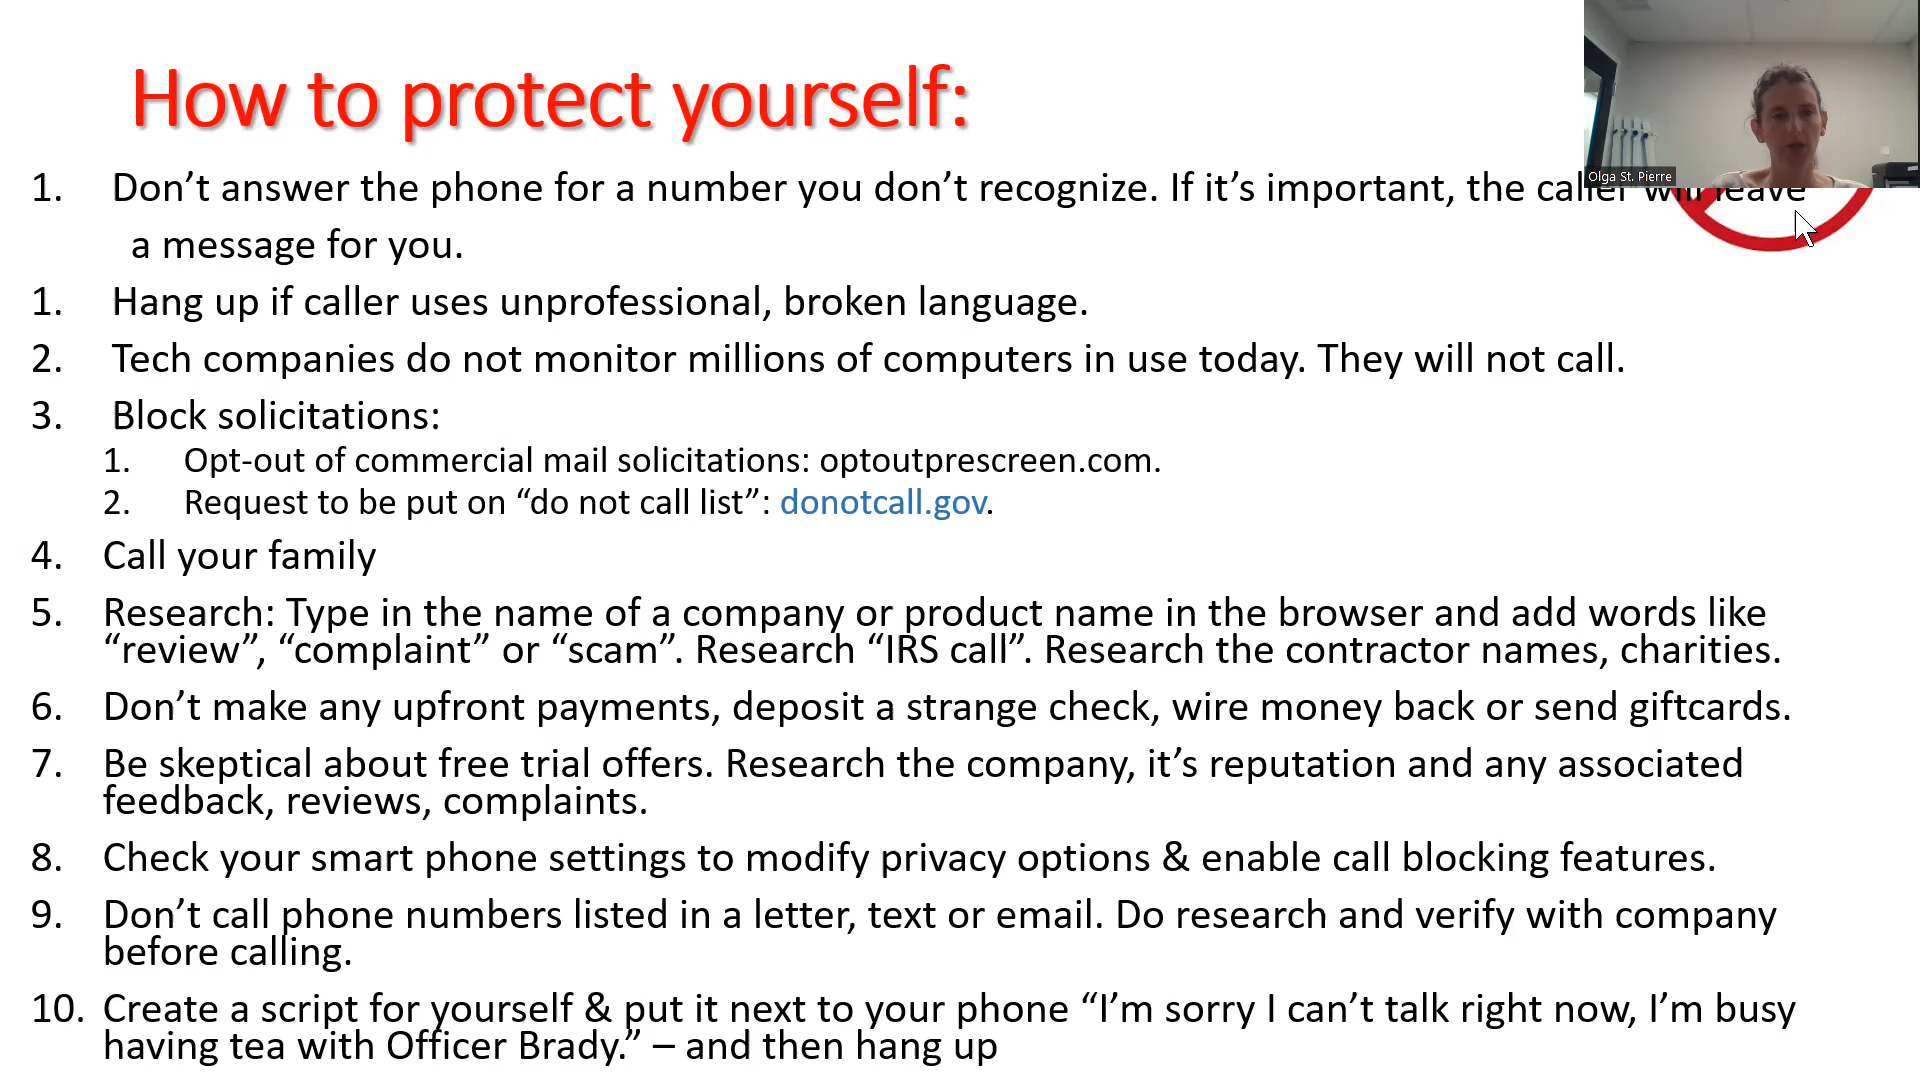 How to protect yourself:
Olga St. Pierre
1. Don’t answer the phone for a number you don’t recognize. If it’s important, the caller will leave
a message for you.
1. Hang up if caller uses unprofessional, broken language.
2. Tech companies do not monitor millions of computers in use today. They will not call.
3. Block solicitations:
1. Opt-out of commercial mail solicitations: optoutprescreen.com.
2. Request to be put on “do not call list”: donotcall.gov.
4. Call your family
5. Research: Type in the name of a company or product name in the browser and add words like
“review”, “complaint” or “scam”. Research “IRS call”. Research the contractor names, charities.
6. Don’t make any upfront payments, deposit a strange check, wire money back or send giftcards.
7. Be skeptical about free trial offers. Research the company, it’s reputation and any associated
feedback, reviews, complaints.
8. Check your smart phone settings to modify privacy options & enable call blocking features.
9. Don’t call phone numbers listed in a letter, text or email. Do research and verify with company
before calling.
10. Create a script for yourself & put it next to your phone “I’m sorry I can’t talk right now, I’m busy
having tea with Officer Brady.” – and then hang up